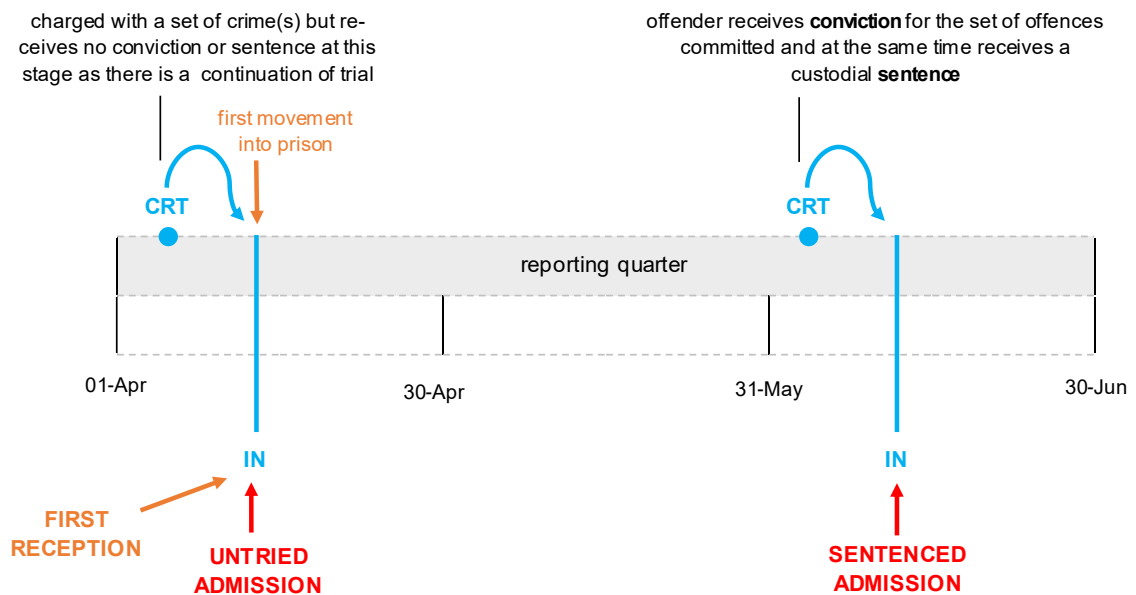 charged with a set of crime(s) but re-
ceives no conviction or sentence at this
stage as there is a continuation of trial
offender receives conviction for the set of offences
committed and at the same time receives a
custodial sentence
first movement
into prison
CRT
CRT
reporting quarter
01-Apr
30-Apr
31-May
30-Jun
IN
IN
FIRST
RECEPTION
UNTRIED
ADMISSION
SENTENCED
ADMISSION